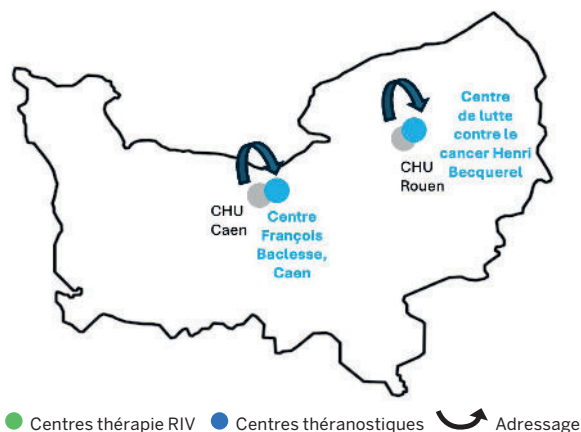 Centre
de lutte
contre le
cancer Henri
Becquerel
CHU
Rouen
CHU
Caen
Centre
François
Baclesse,
Caen
Centres thérapie RIV
Centres théranostiques
Adressage